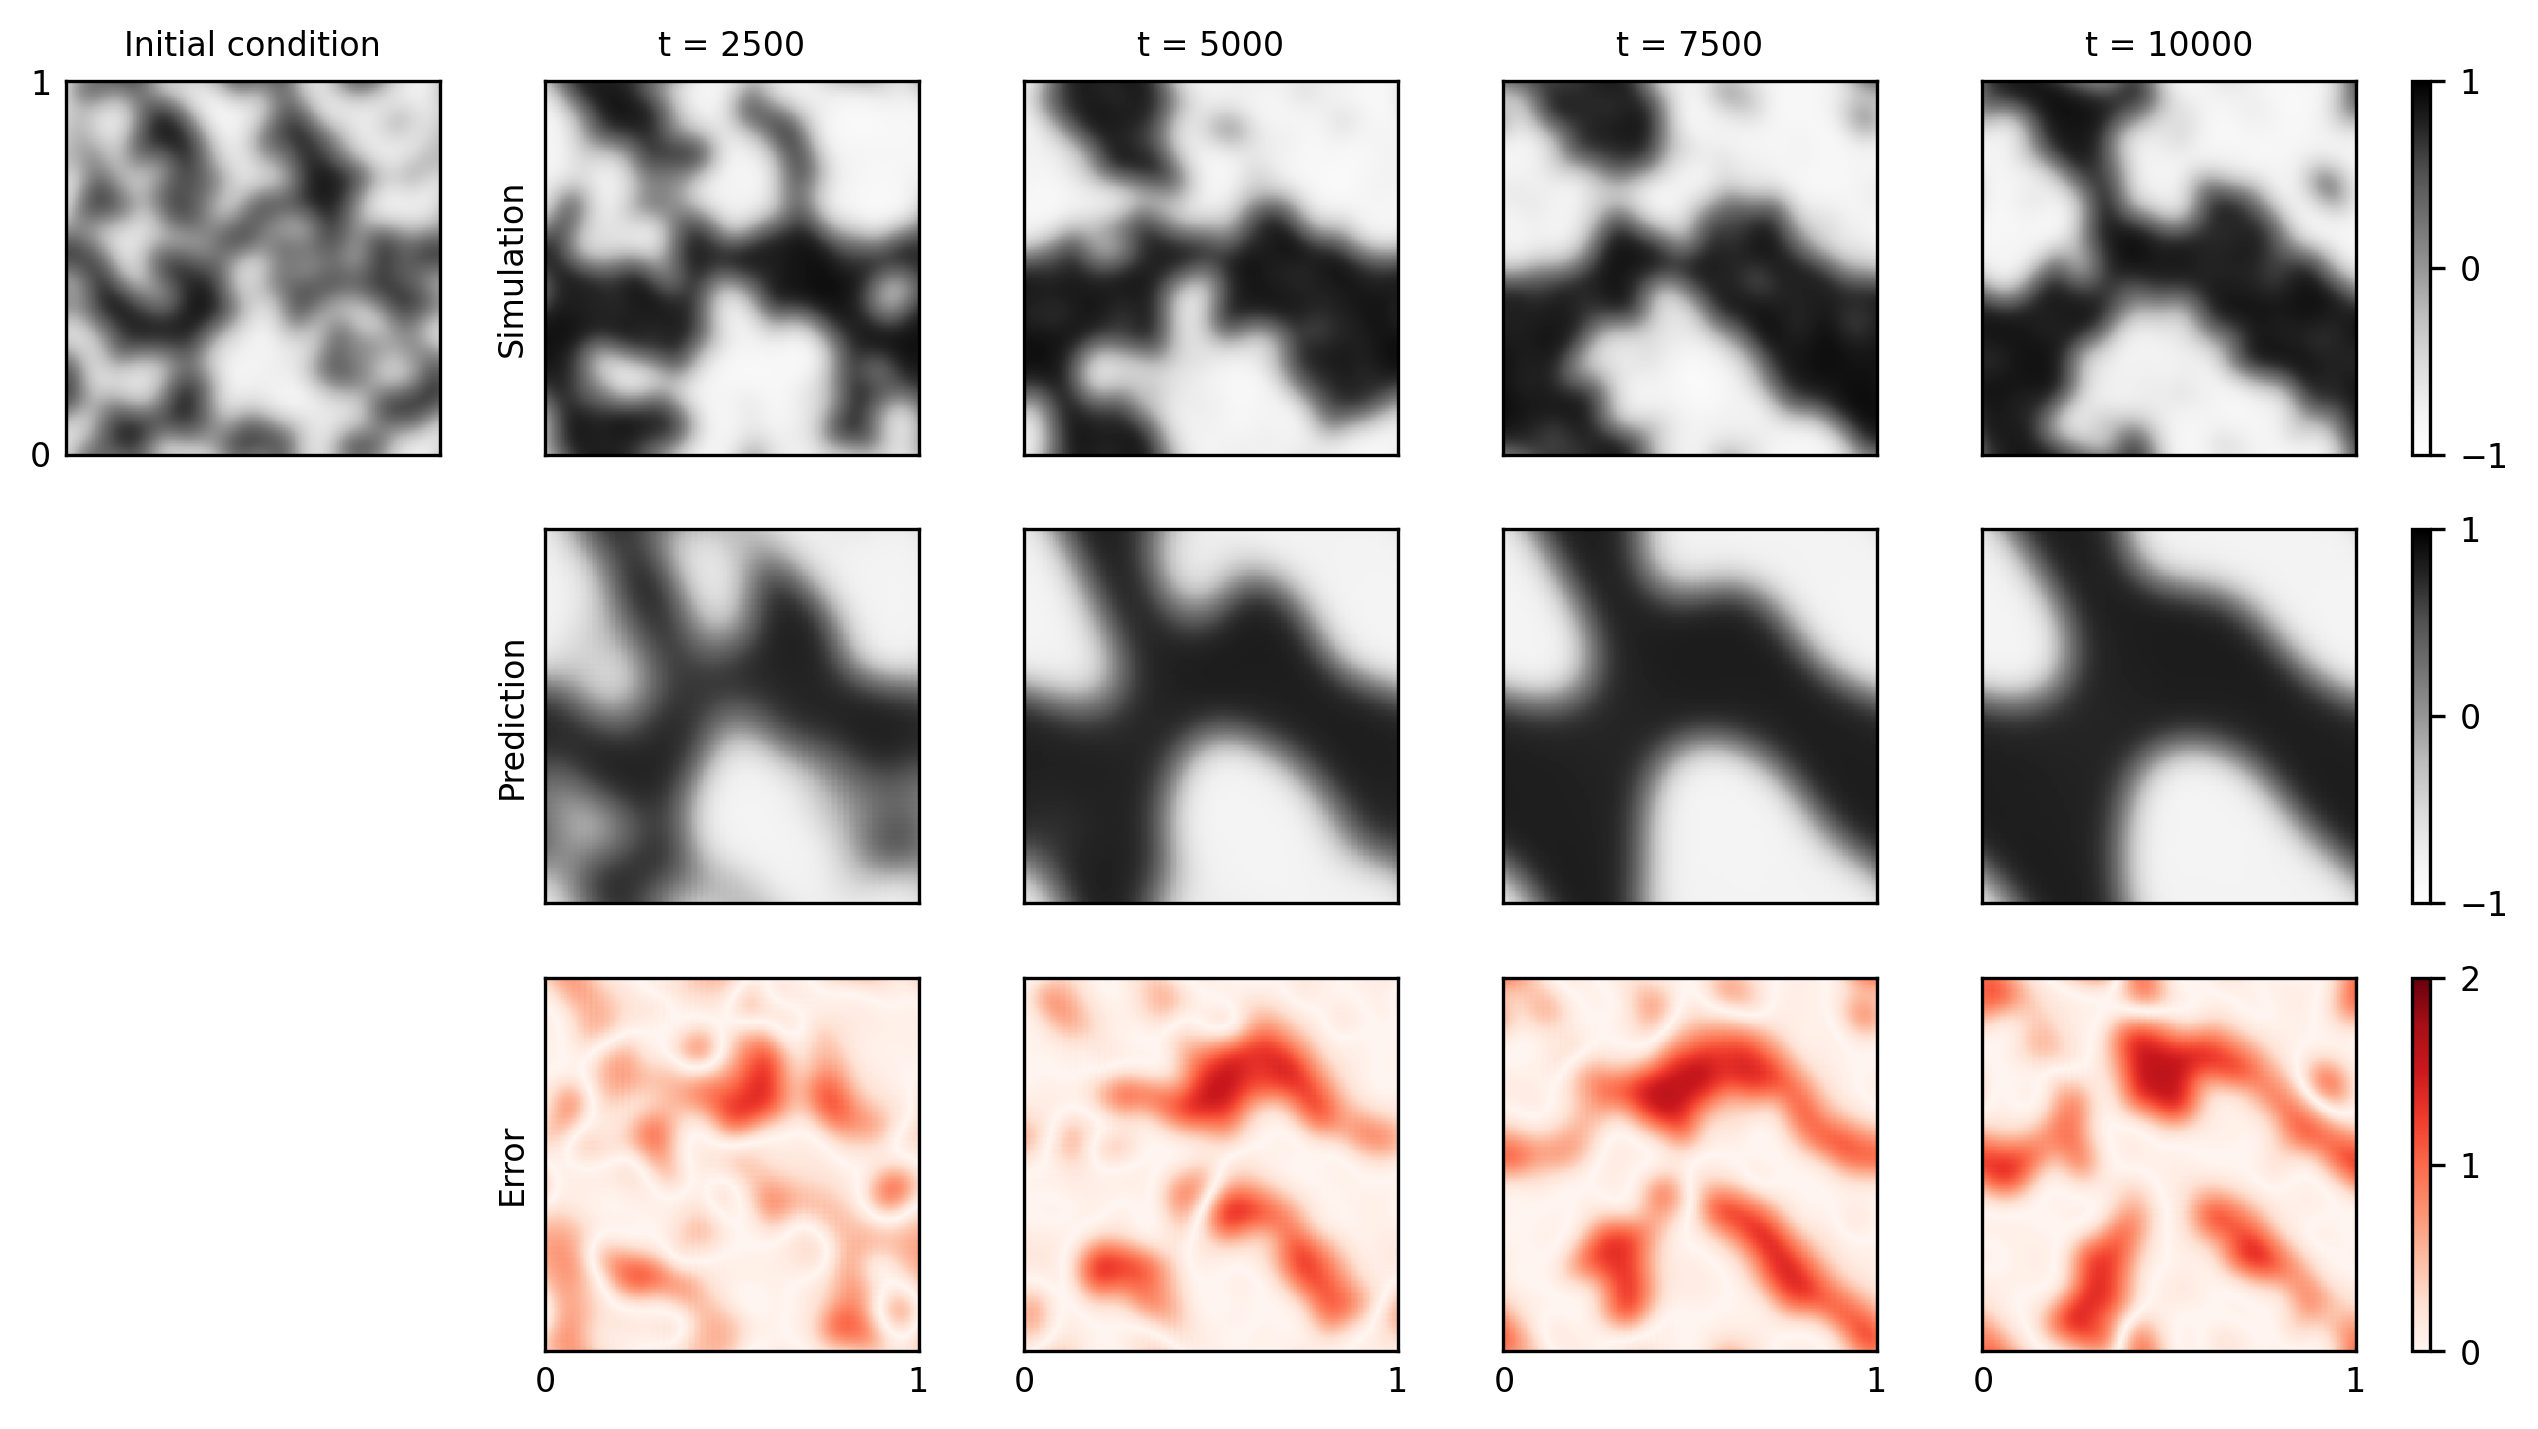 Initial condition
t = 2500
t = 5000
t = 7500
t = 10000
1
0
Simulation
1
0
−1
Prediction
1
0
−1
Error
2
1
0
0 1
0 1
0 1
0 1